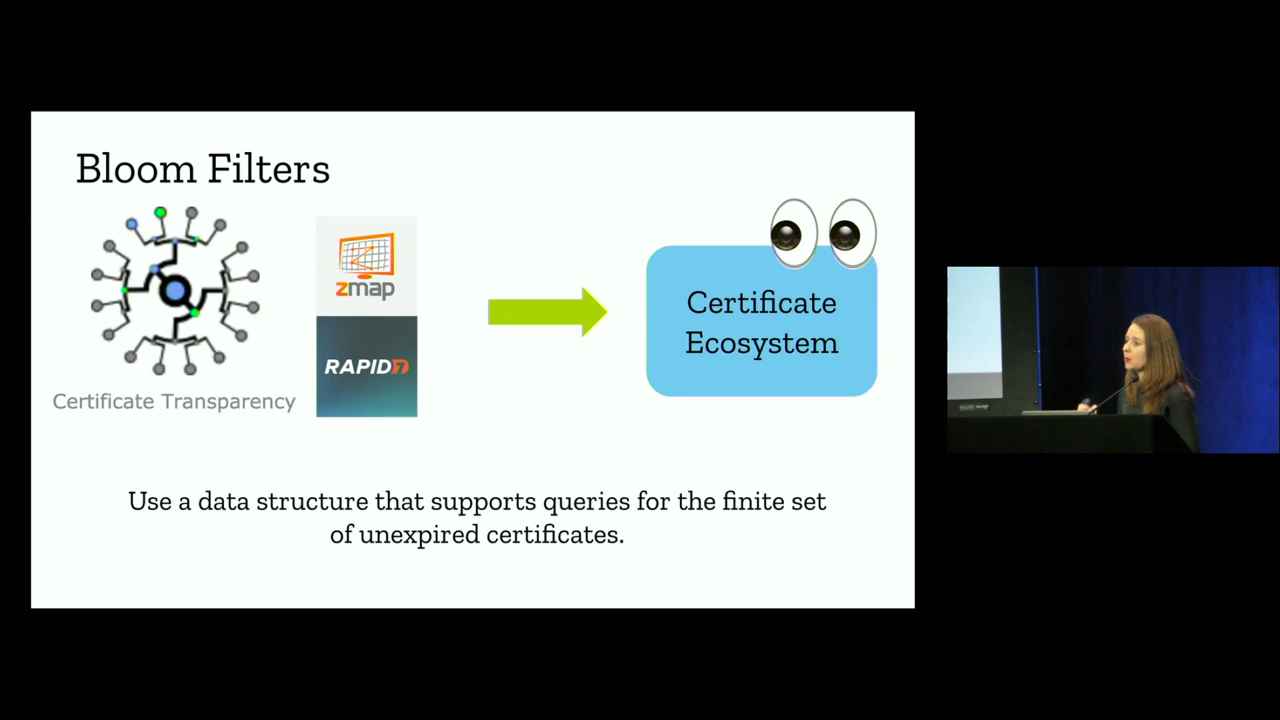 Bloom Filters
zmap
RAPID7
Certificate Transparency
Certificate
Ecosystem
Use a data structure that supports queries for the finite set
of unexpired certificates.